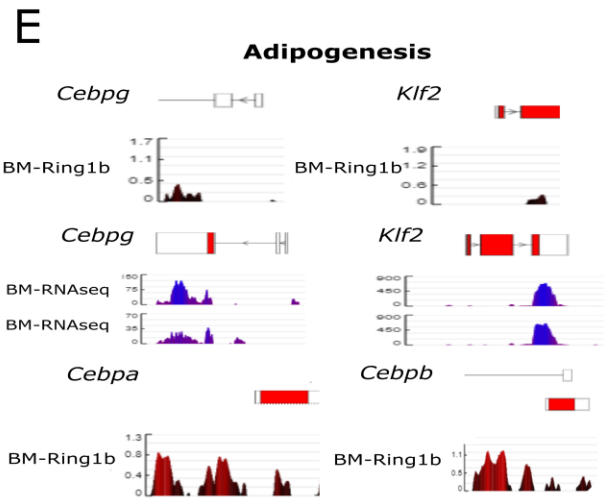 E
Adipogenesis
Cebpg Klf2
BM-Ring1b 1.7 1.1 0.5 0 BM-Ring1b 1.9 1.2 0.6 0
Cebpg Klf2
BM-RNAseq 150 75 0 900 450 0
BM-RNAseq 70 35 0 900 450 0
Cebpa Cebpb
BM-Ring1b 1.3 0.8 0.4 0 BM-Ring1b 1.1 0.5 0